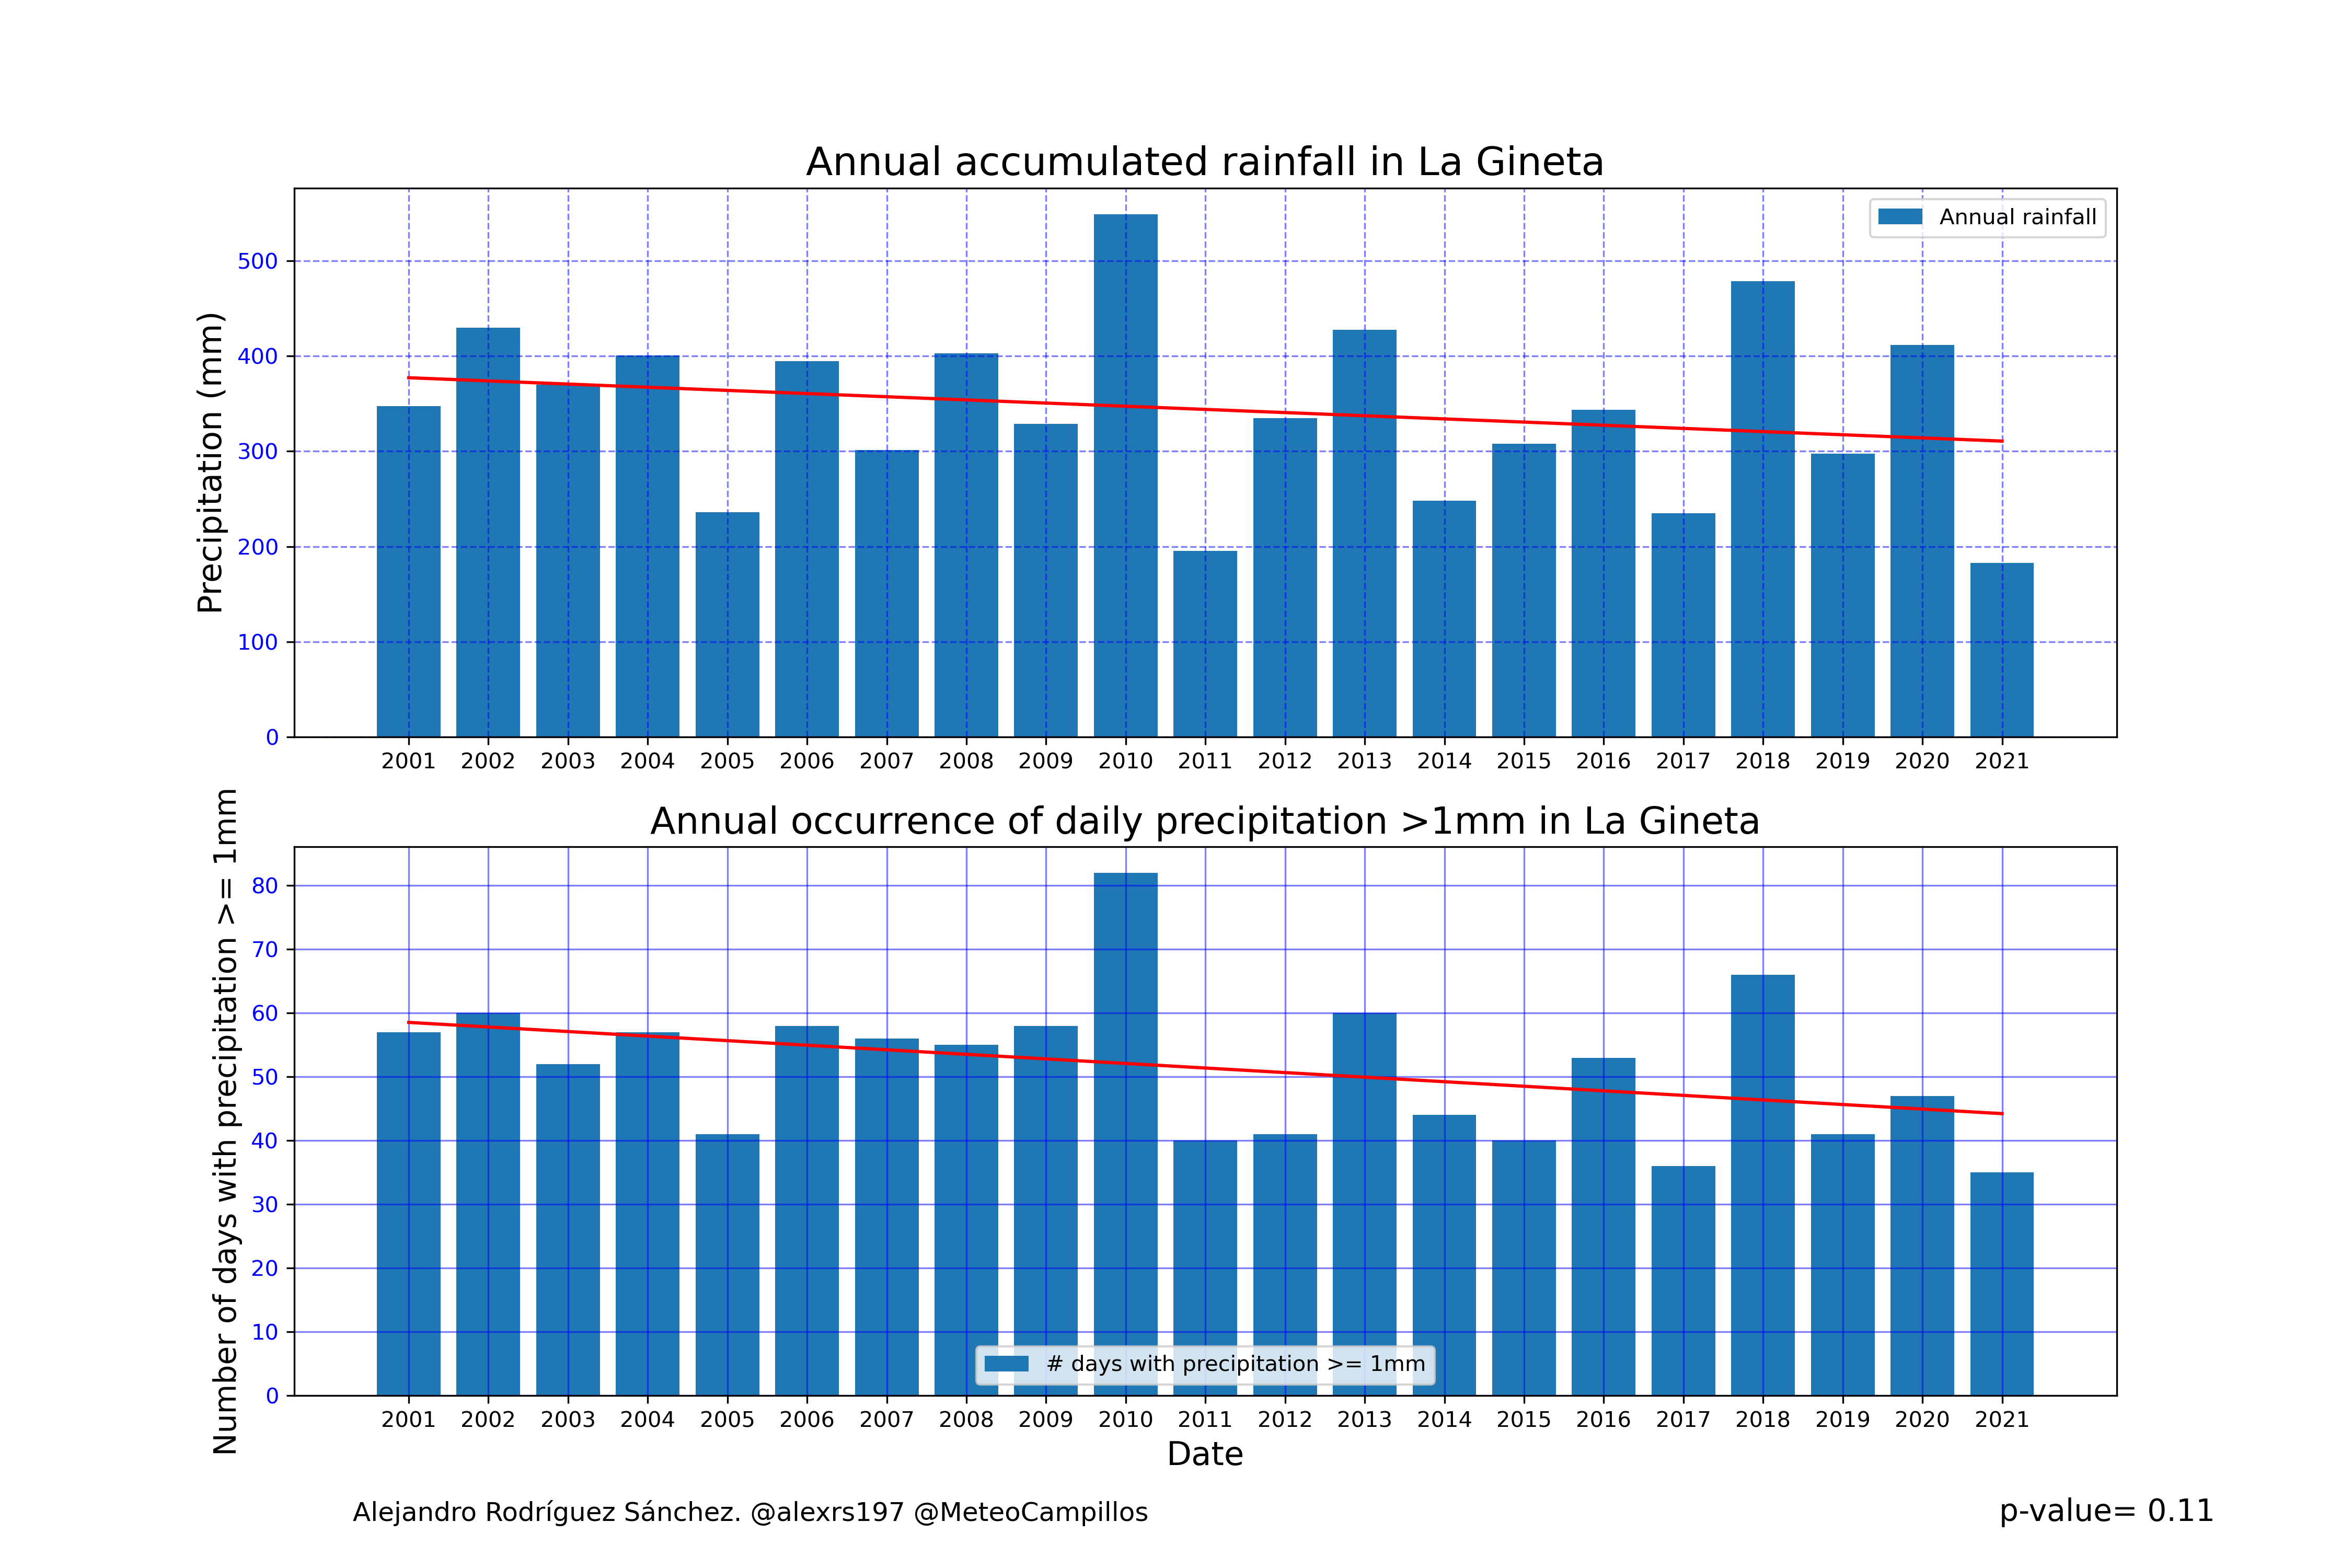 Annual accumulated rainfall in La Gineta
Precipitation (mm)
Annual rainfall
500
400
300
200
100
0
2001 2002 2003 2004 2005 2006 2007 2008 2009 2010 2011 2012 2013 2014 2015 2016 2017 2018 2019 2020 2021
Annual occurrence of daily precipitation >1mm in La Gineta
Number of days with precipitation >= 1mm
80
70
60
50
40
30
20
10
0
# days with precipitation >= 1mm
2001 2002 2003 2004 2005 2006 2007 2008 2009 2010 2011 2012 2013 2014 2015 2016 2017 2018 2019 2020 2021
Date
Alejandro Rodríguez Sánchez. @alexrs197 @MeteoCampillos
p-value= 0.11